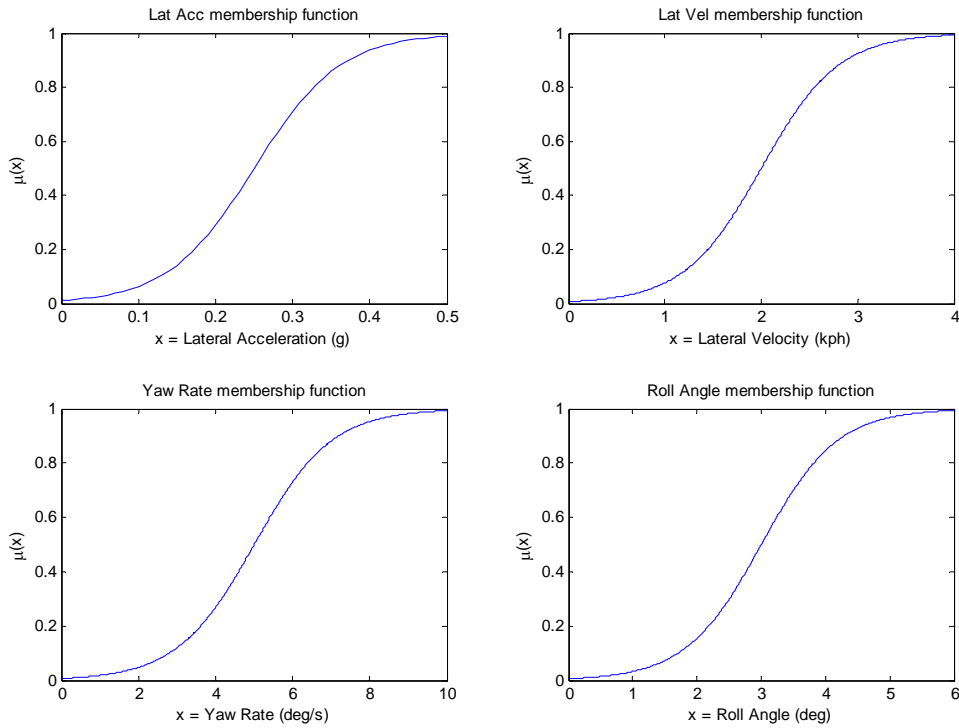 Lat Acc membership function
1
0.8
0.6
0.4
0.2
0
μ(x)
0 0.1 0.2 0.3 0.4 0.5
x = Lateral Acceleration (g)
Lat Vel membership function
1
0.8
0.6
0.4
0.2
0
μ(x)
0 1 2 3 4
x = Lateral Velocity (kph)
Yaw Rate membership function
1
0.8
0.6
0.4
0.2
0
μ(x)
0 2 4 6 8 10
x = Yaw Rate (deg/s)
Roll Angle membership function
1
0.8
0.6
0.4
0.2
0
μ(x)
0 1 2 3 4 5 6
x = Roll Angle (deg)